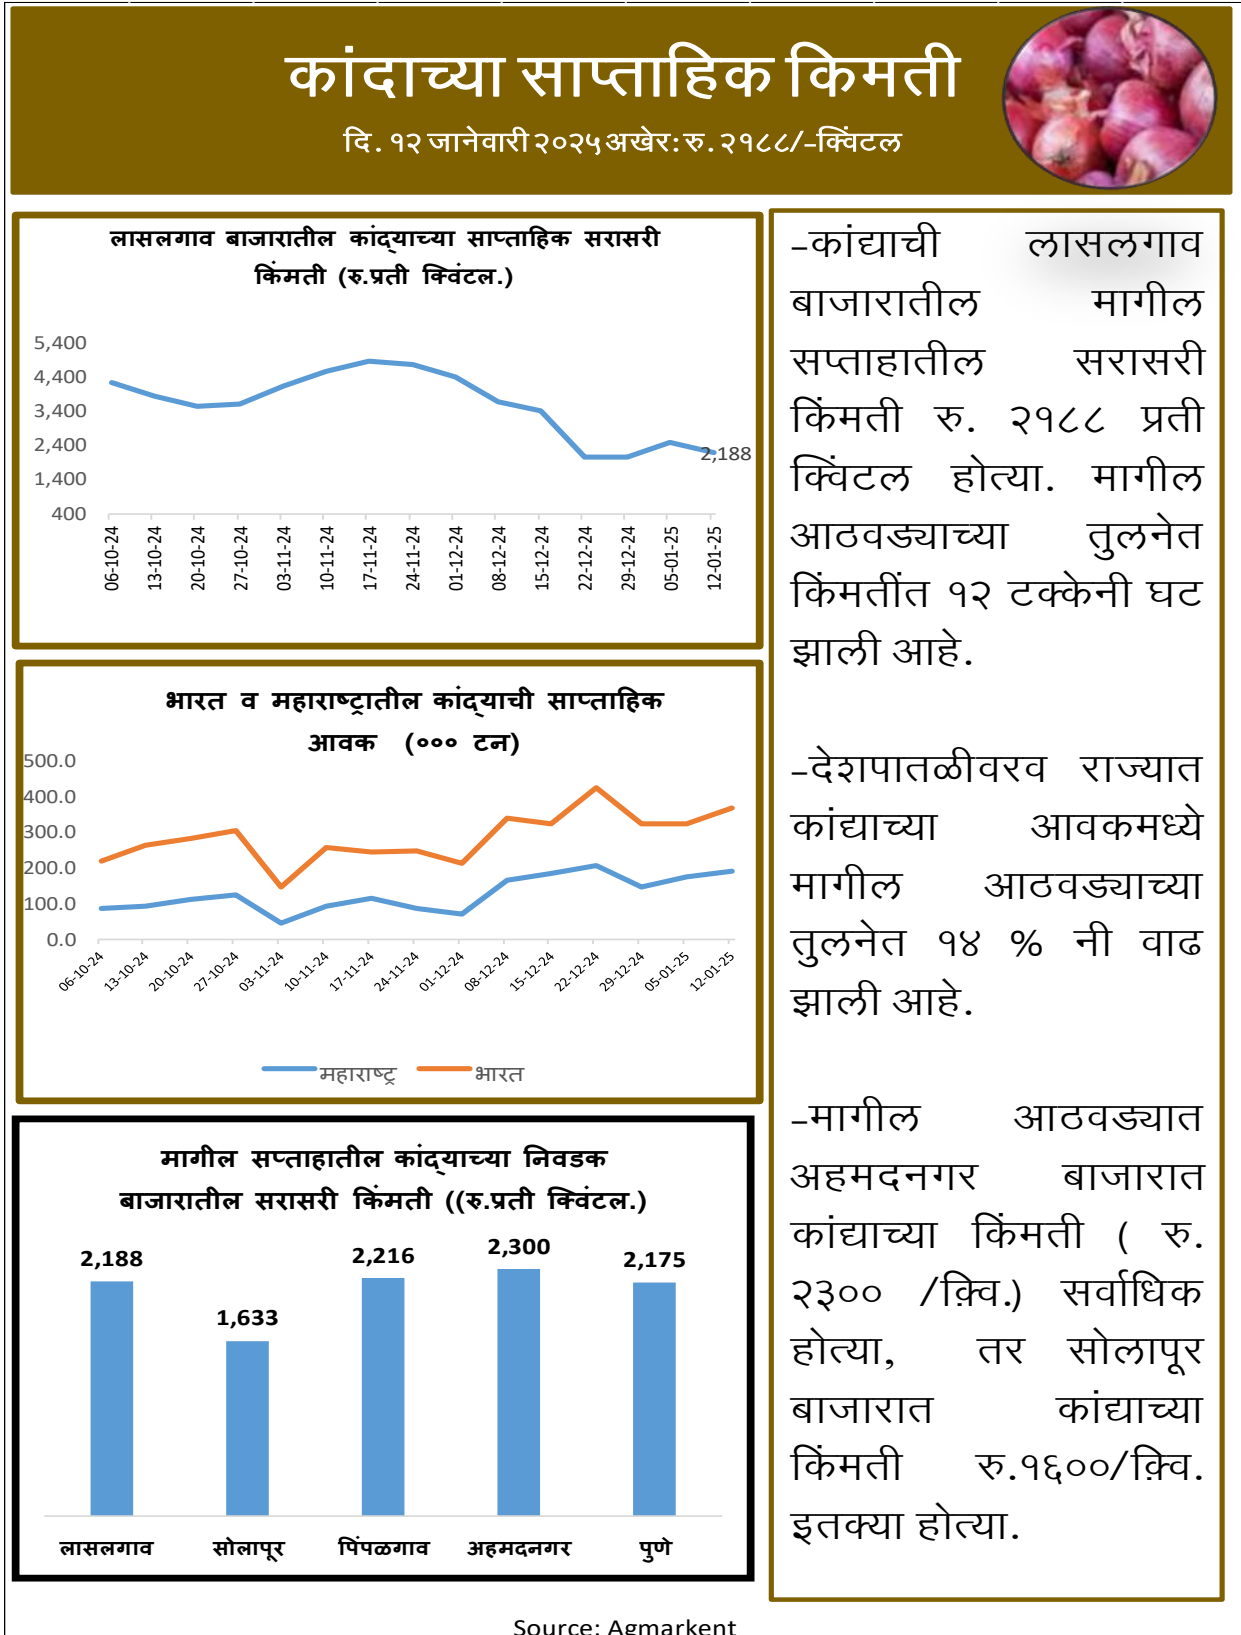 कांदाच्या साप्ताहिक किमती
दि. १२ जानेवारी २०२५ अखेर: रु. २१८८/-क्विंटल
लासलगाव बाजारातील कांद्याच्या साप्ताहिक सरासरी
किंमती (रु.प्रती क्विंटल.)
5,400
4,400
3,400
2,400
1,400
400
2,188
06-10-24
13-10-24
20-10-24
27-10-24
03-11-24
10-11-24
17-11-24
24-11-24
01-12-24
08-12-24
15-12-24
22-12-24
29-12-24
05-01-25
12-01-25
भारत व महाराष्ट्रातील कांद्याची साप्ताहिक
आवक (००० टन)
500.0
400.0
300.0
200.0
100.0
0.0
06-10-24
13-10-24
20-10-24
27-10-24
03-11-24
10-11-24
17-11-24
24-11-24
01-12-24
08-12-24
15-12-24
22-12-24
29-12-24
05-01-25
12-01-25
महाराष्ट्र भारत
मागील सप्ताहातील कांद्याच्या निवडक
बाजारातील सरासरी किंमती ((रु.प्रती क्विंटल.)
2,188
1,633
2,216
2,300
2,175
लासलगाव सोलापूर पिंपळगाव अहमदनगर पुणे
-कांद्याची लासलगाव
बाजारातील मागील
सप्ताहातील सरासरी
किंमती रु. २१८८ प्रती
क्विंटल होत्या. मागील
आठवड्याच्या तुलनेत
किंमतींत १२ टक्केनी घट
झाली आहे.
-देशपातळीवरव राज्यात
कांद्याच्या आवकमध्ये
मागील आठवड्याच्या
तुलनेत १४ % नी वाढ
झाली आहे.
-मागील आठवड्यात
अहमदनगर बाजारात
कांद्याच्या किंमती ( रु.
२३०० /क़्वि.) सर्वाधिक
होत्या, तर सोलापूर
बाजारात कांद्याच्या
किंमती रु.१६००/क़्वि.
इतक्या होत्या.
Source: Agmarkent